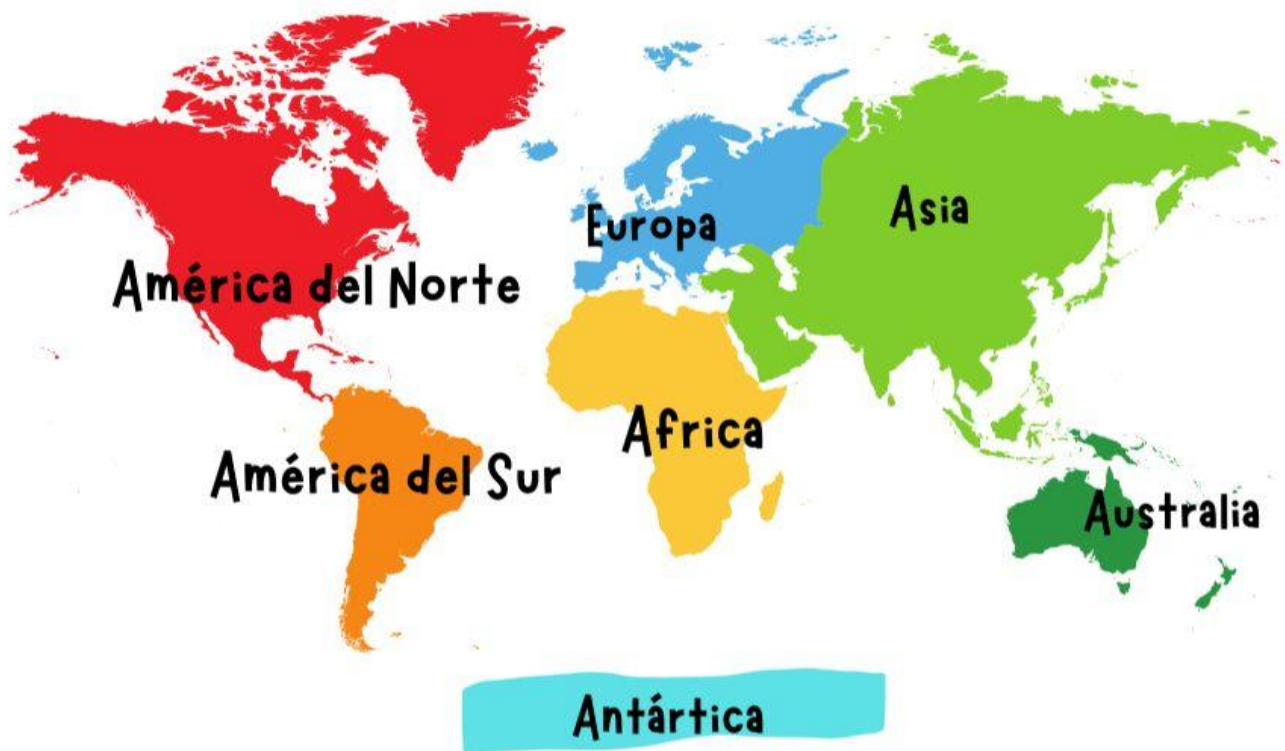 Europa
Asia
América del Norte
Africa
América del Sur
Australia
Antártica